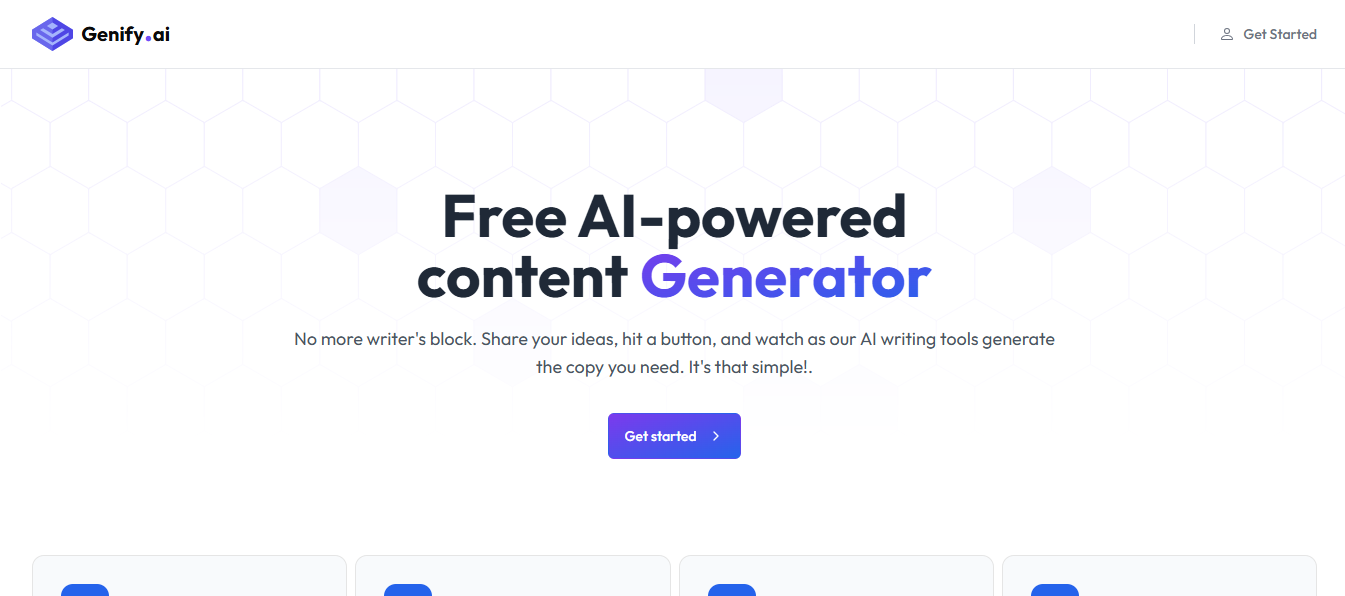 Genify.ai
Get Started
Free AI-powered
content Generator
No more writer's block. Share your ideas, hit a button, and watch as our AI writing tools generate
the copy you need. It's that simple!.
Get started